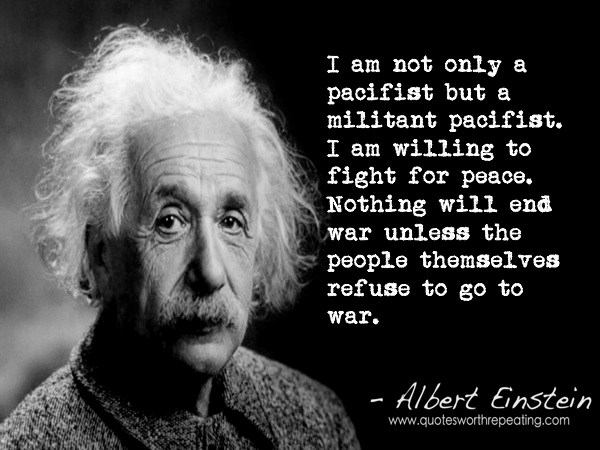 I am not only a
pacifist but a
militant pacifist.
I am willing to
fight for peace.
Nothing will end
war unless the
people themselves
refuse to go to
war.
- Albert Einstein
www.quotesworthrepeating.com